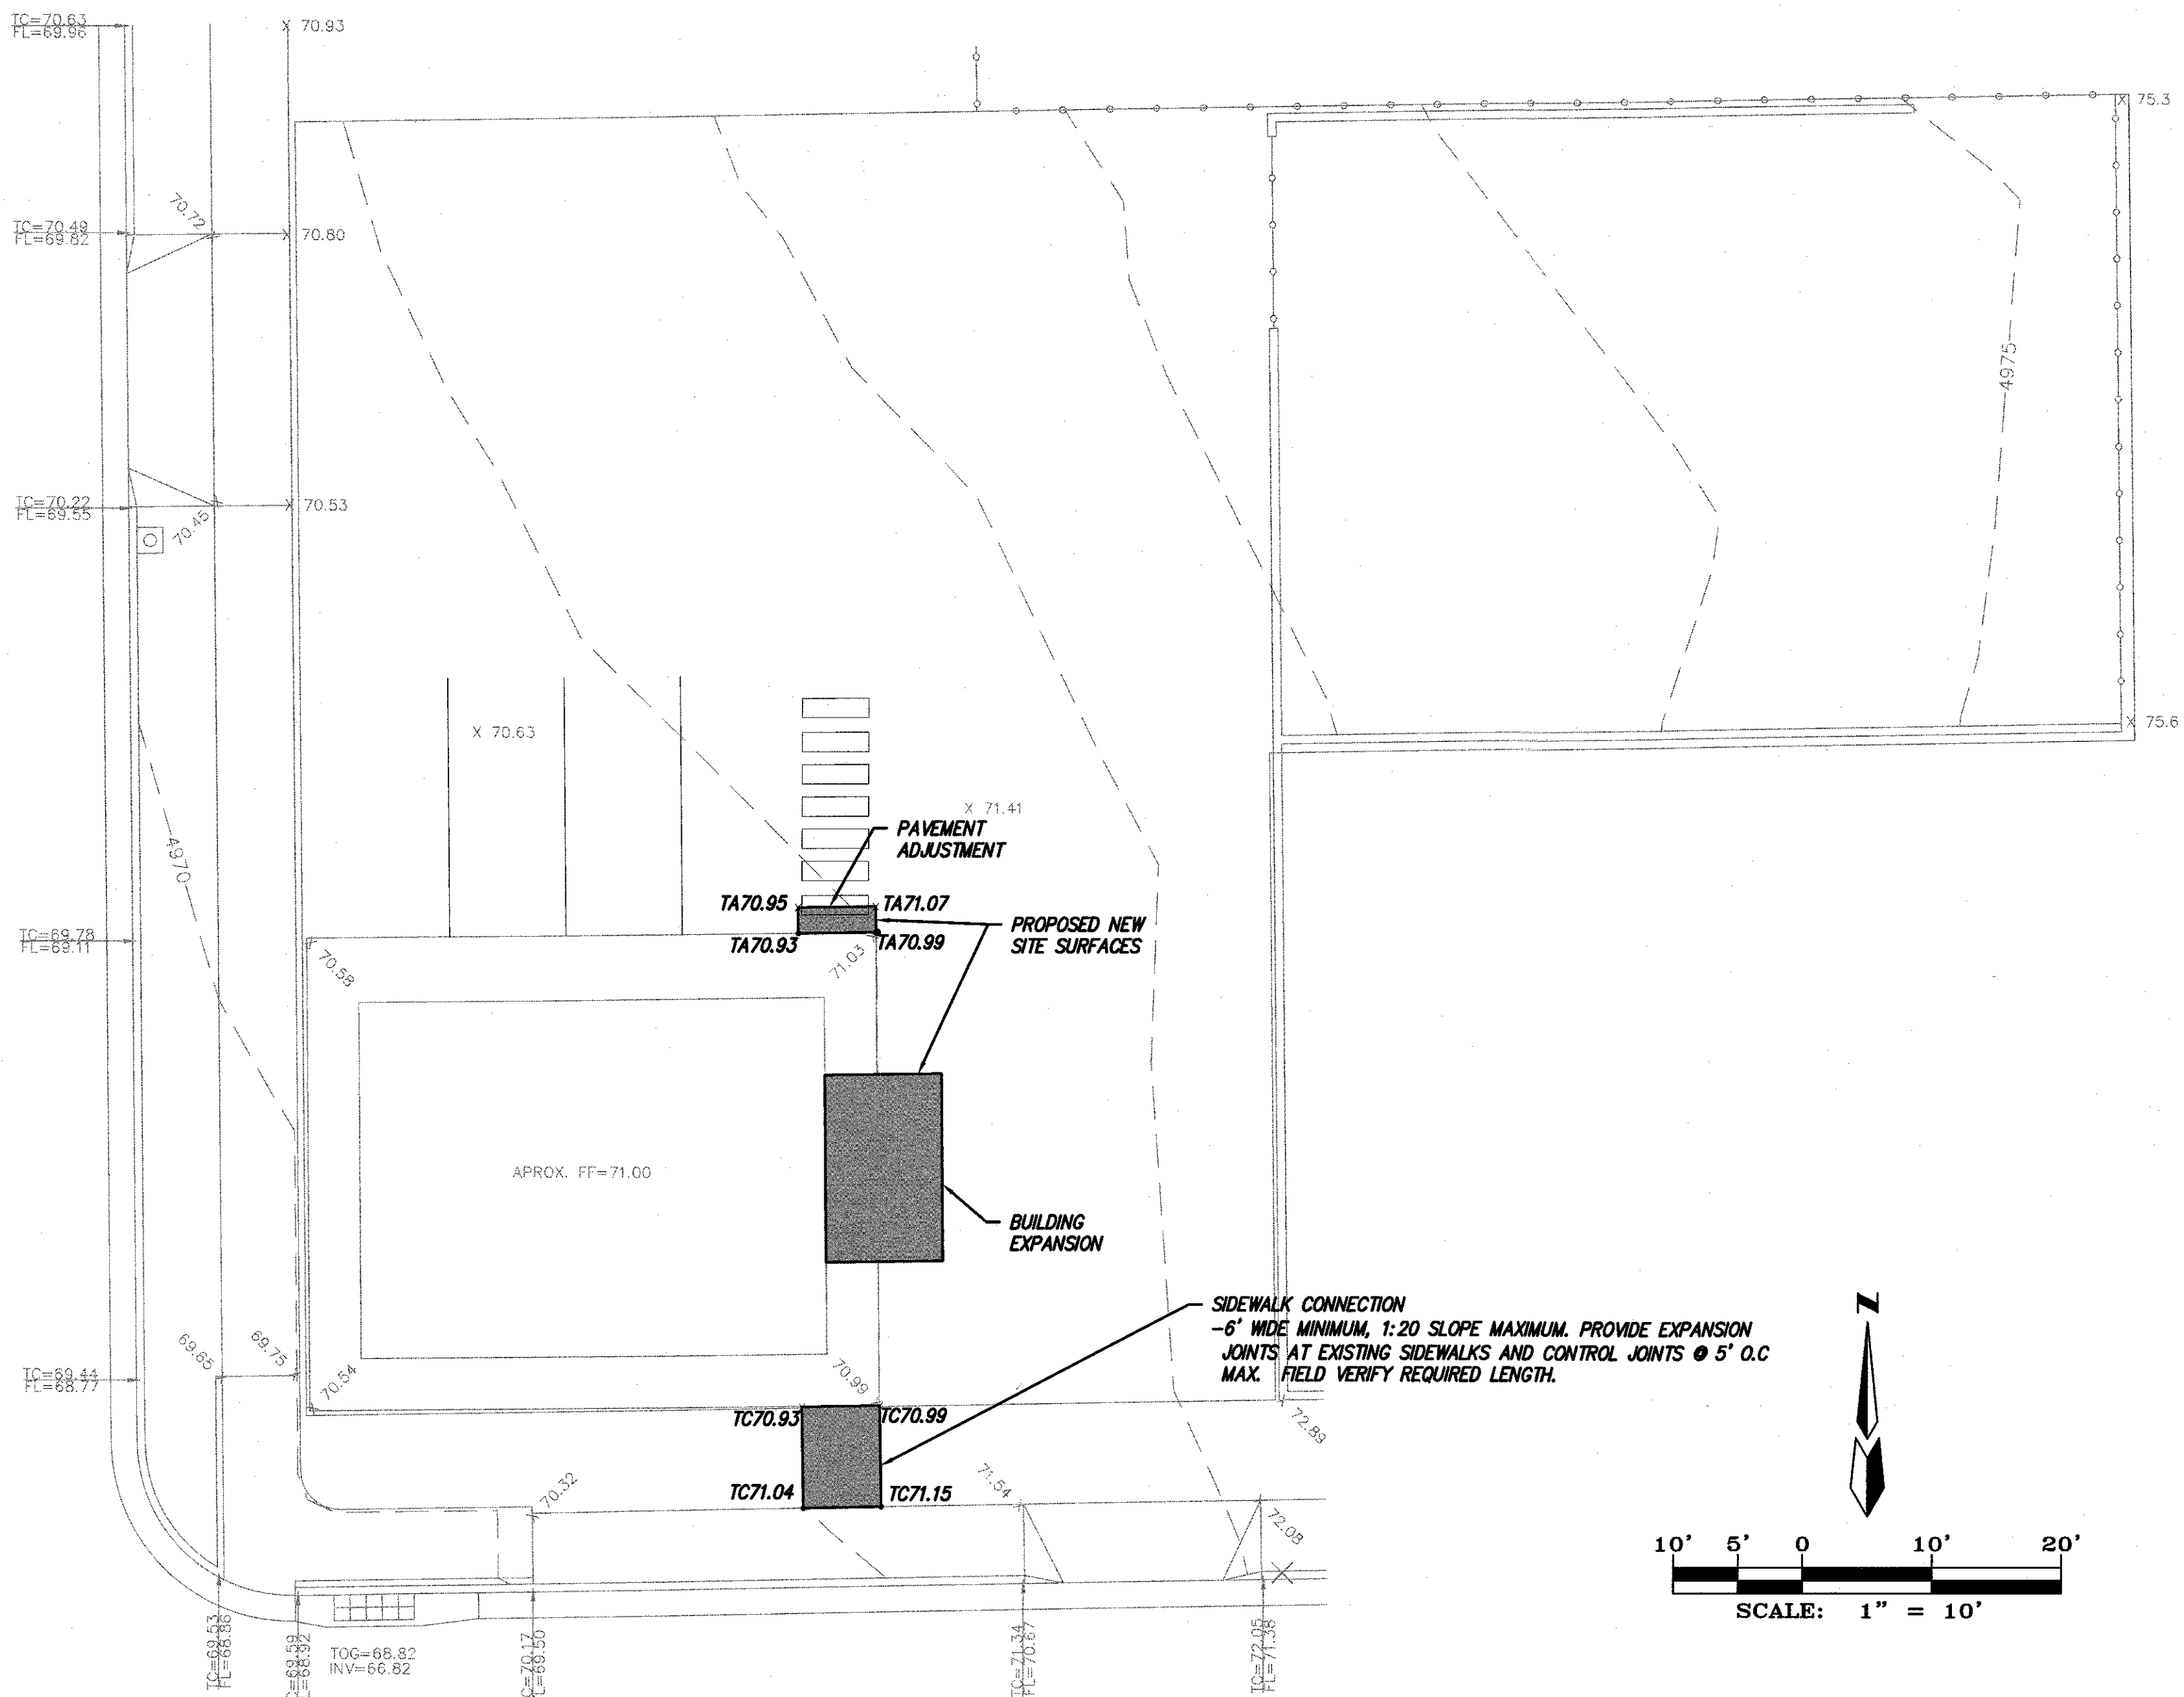 TC=70.63
FL=69.96
70.93
75.3
70.72
TC=70.49
FL=69.82
70.80
4975
TC=70.22
FL=69.55
70.53
70.45
X 70.63
75.6
X 71.41
PAVEMENT
ADJUSTMENT
4970
TA70.95
TA71.07
PROPOSED NEW
SITE SURFACES
TC=69.78
FL=69.11
TA70.93
TA70.99
70.58
71.03
APROX. FF=71.00
BUILDING
EXPANSION
SIDEWALK CONNECTION
-6' WIDE MINIMUM, 1:20 SLOPE MAXIMUM. PROVIDE EXPANSION
JOINTS AT EXISTING SIDEWALKS AND CONTROL JOINTS @ 5' O.C
MAX. FIELD VERIFY REQUIRED LENGTH.
69.65
69.75
TC=69.44
FL=68.77
70.54
70.99
TC70.93
TC70.99
72.89
70.32
TC71.04
TC71.15
71.54
72.08
Z
10' 5' 0 10' 20'
SCALE: 1" = 10'
TC=69.53
FL=68.86
C=69.59
L=68.92
TOG=68.82
INV=66.82
C=70.17
L=69.50
TC=71.34
FL=70.67
TC=72.05
FL=71.38